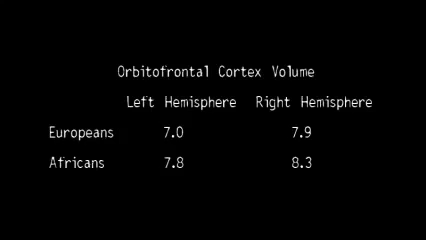 Orbitofrontal Cortex Volume
Left Hemisphere Right Hemisphere
Europeans 7.0 7.9
Africans 7.8 8.3